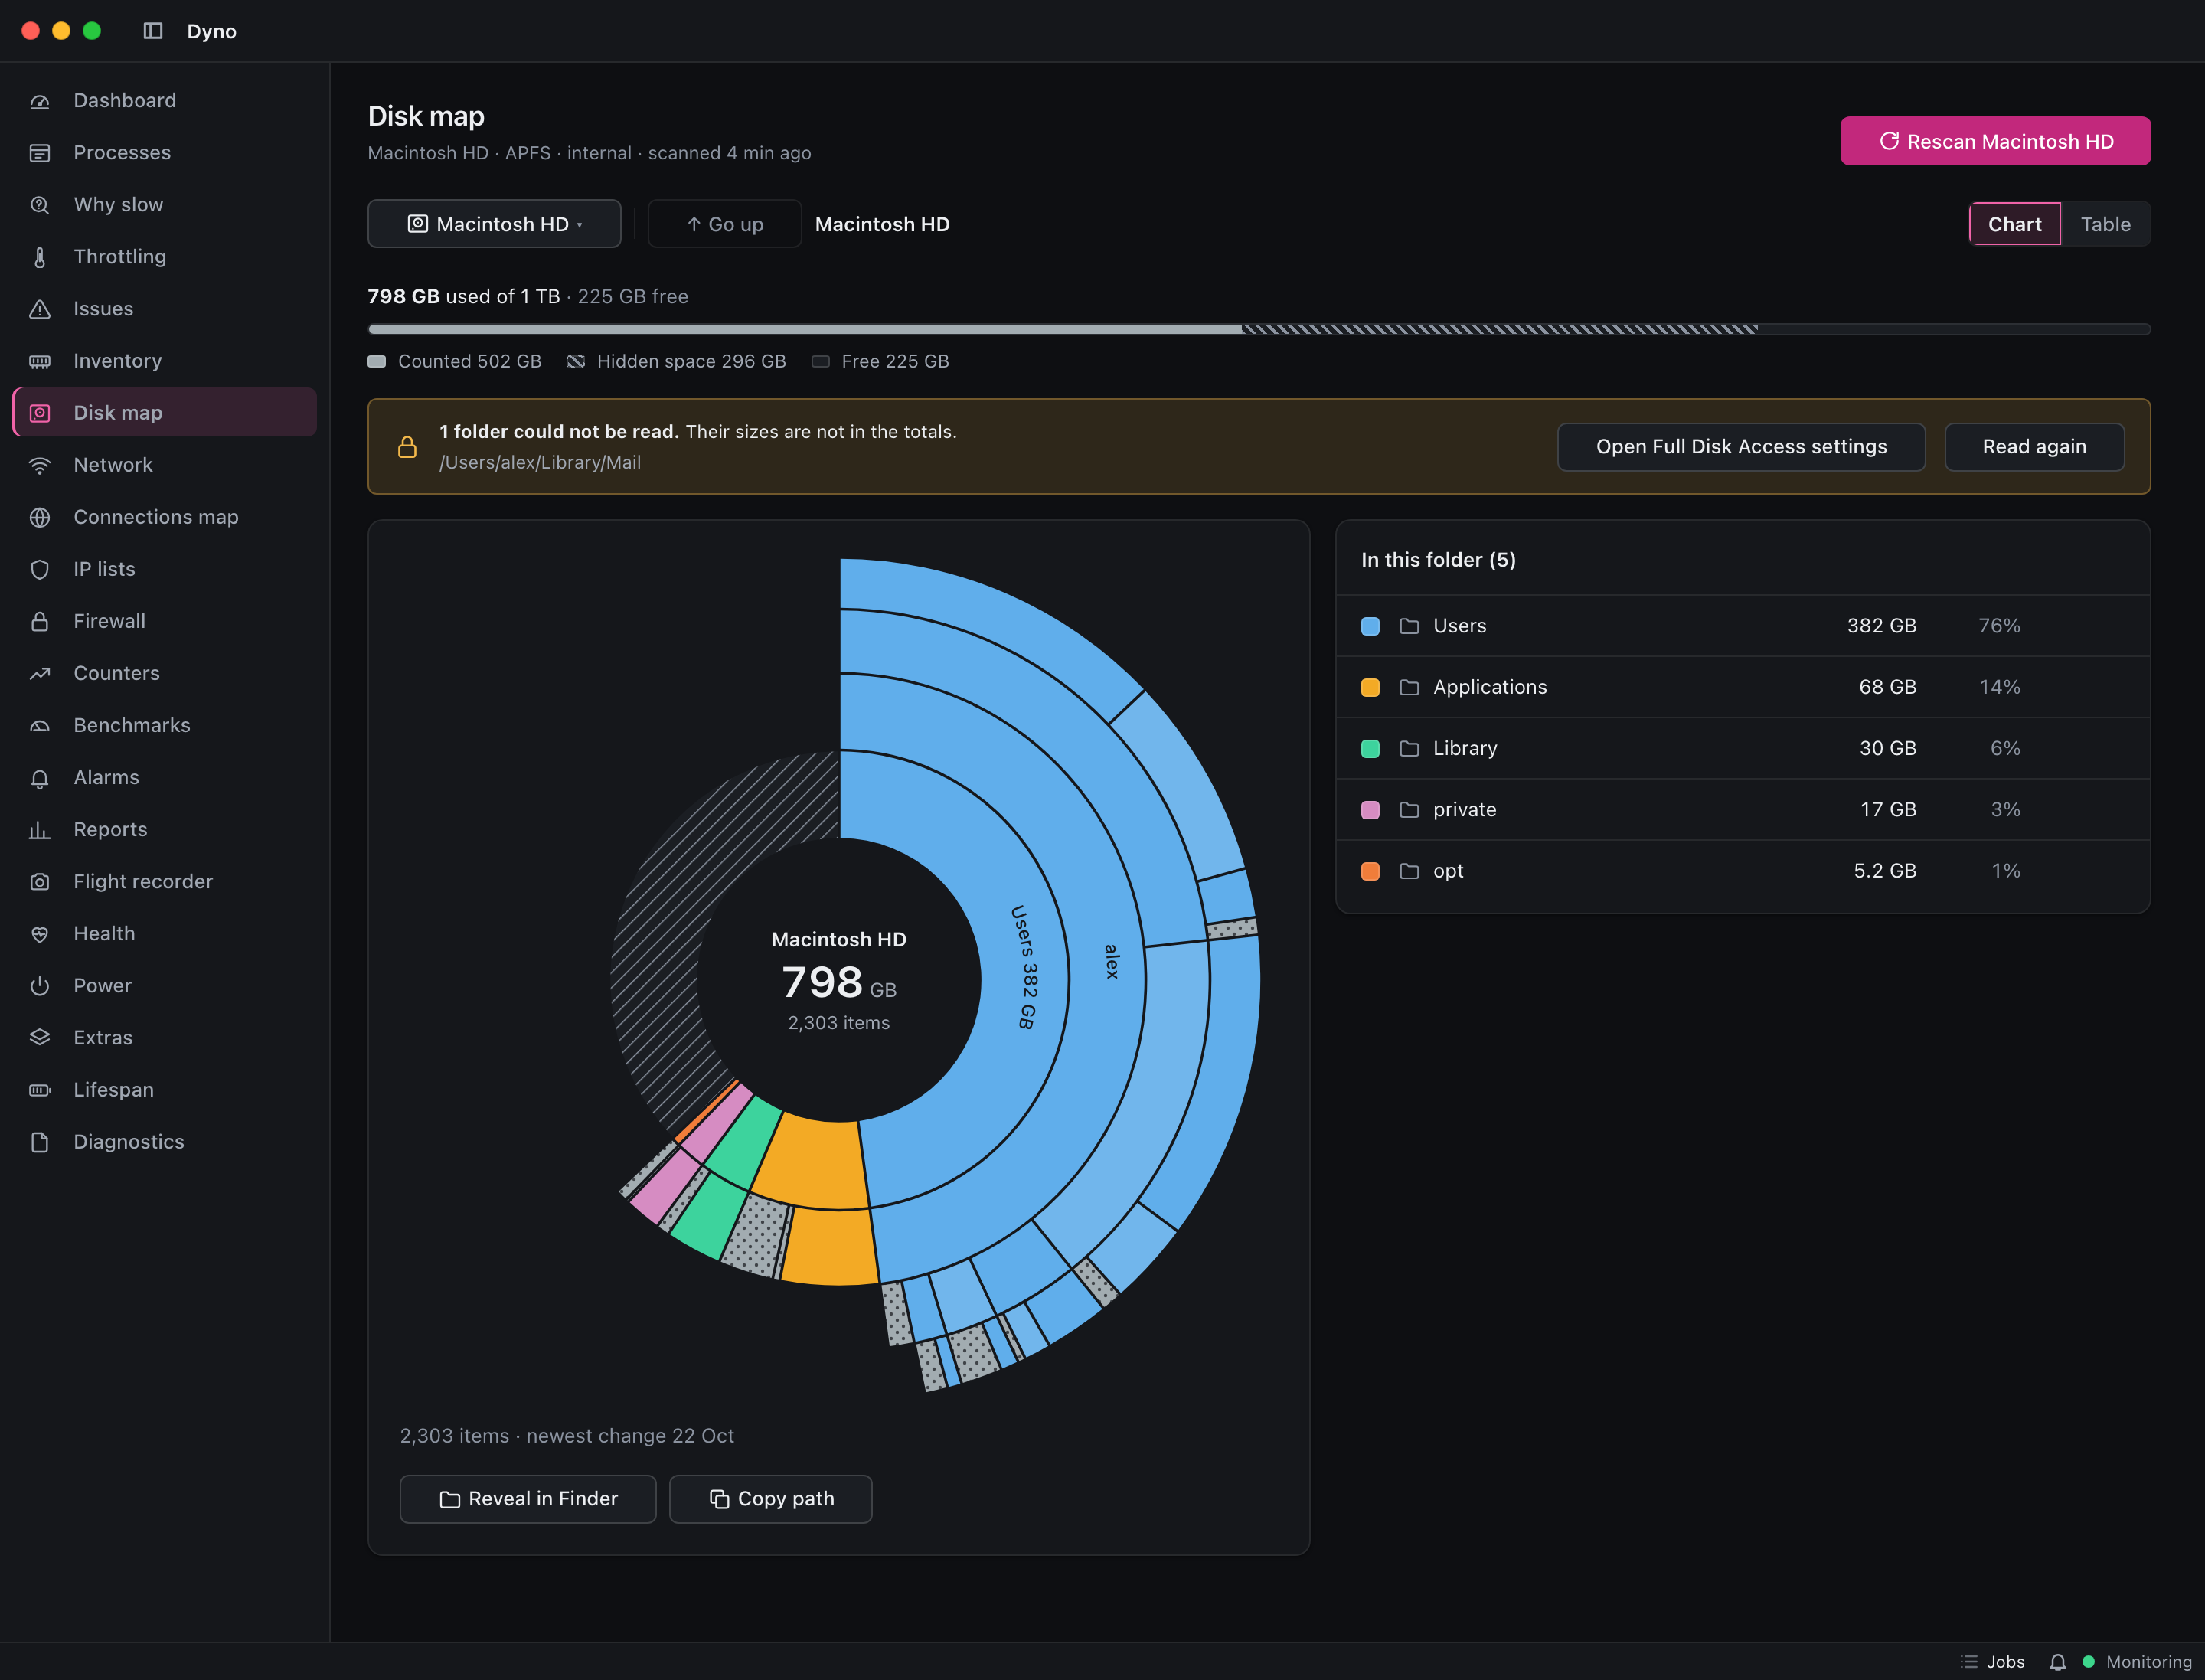 Dyno
Dashboard
Processes
Why slow
Throttling
Issues
Inventory
Disk map
Network
Connections map
IP lists
Firewall
Counters
Benchmarks
Alarms
Reports
Flight recorder
Health
Power
Extras
Lifespan
Diagnostics
Disk map
Macintosh HD · APFS · internal · scanned 4 min ago
Rescan Macintosh HD
Macintosh HD
Go up
Macintosh HD
Chart
Table
798 GB used of 1 TB · 225 GB free
Counted 502 GB
Hidden space 296 GB
Free 225 GB
1 folder could not be read. Their sizes are not in the totals.
/Users/alex/Library/Mail
Open Full Disk Access settings
Read again
Macintosh HD
798 GB
2,303 items
Users 382 GB
alex
2,303 items · newest change 22 Oct
Reveal in Finder
Copy path
In this folder (5)
Users 382 GB 76%
Applications 68 GB 14%
Library 30 GB 6%
private 17 GB 3%
opt 5.2 GB 1%
Jobs
Monitoring